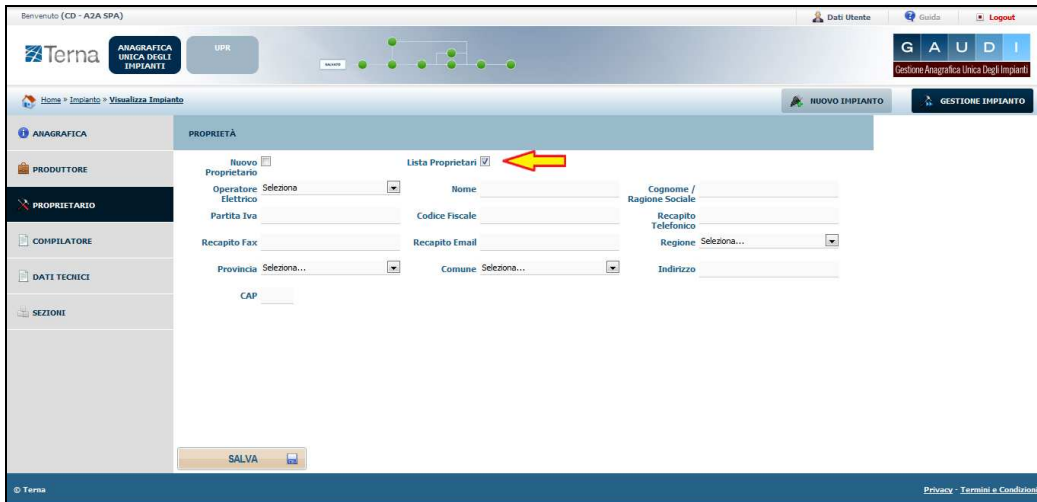 Benvenuto (CD - A2A SPA)
Dati Utente
Guida
Logout
Terna
ANAGRAFICA
UNICA DEGLI
IMPIANTI
UPR
SALVATO
G A U D I
Gestione Anagrafica Unica Degli Impianti
Home » Impianto » Visualizza Impianto
NUOVO IMPIANTO
GESTIONE IMPIANTO
ANAGRAFICA
PRODUTTORE
PROPRIETARIO
COMPILATORE
DATI TECNICI
SEZIONI
PROPRIETÀ
Nuovo
Proprietario
Lista Proprietari
Operatore
Elettrico
Seleziona
Nome
Cognome /
Ragione Sociale
Partita Iva
Codice Fiscale
Recapito
Telefonico
Recapito Fax
Recapito Email
Regione Seleziona...
Provincia Seleziona...
Comune Seleziona...
Indirizzo
CAP
SALVA
© Terna
Privacy - Termini e Condizioni